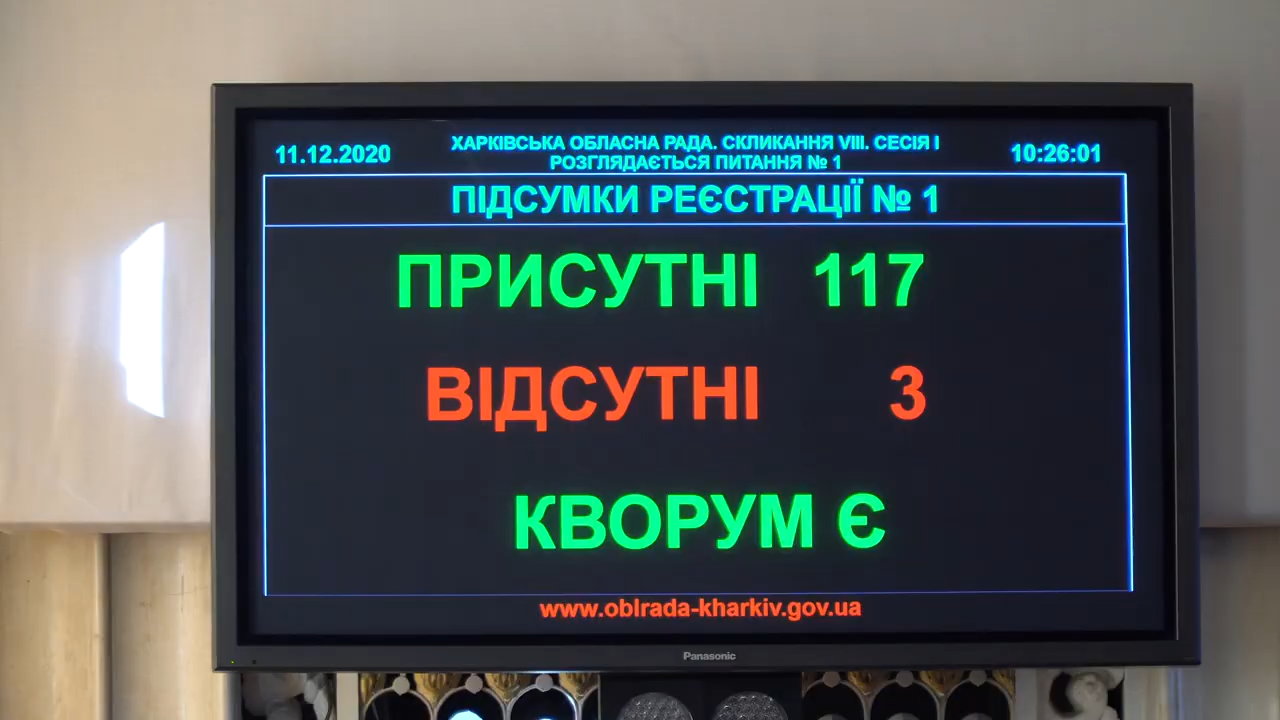 11.12.2020
ХАРКІВСЬКА ОБЛАСНА РАДА. СКЛИКАННЯ VIII. СЕСІЯ I
РОЗГЛЯДАЄТЬСЯ ПИТАННЯ № 1
10:26:01
ПІДСУМКИ РЕЄСТРАЦІЇ № 1
ПРИСУТНІ 117
ВІДСУТНІ 3
КВОРУМ Є
www.oblrada-kharkiv.gov.ua
Panasonic